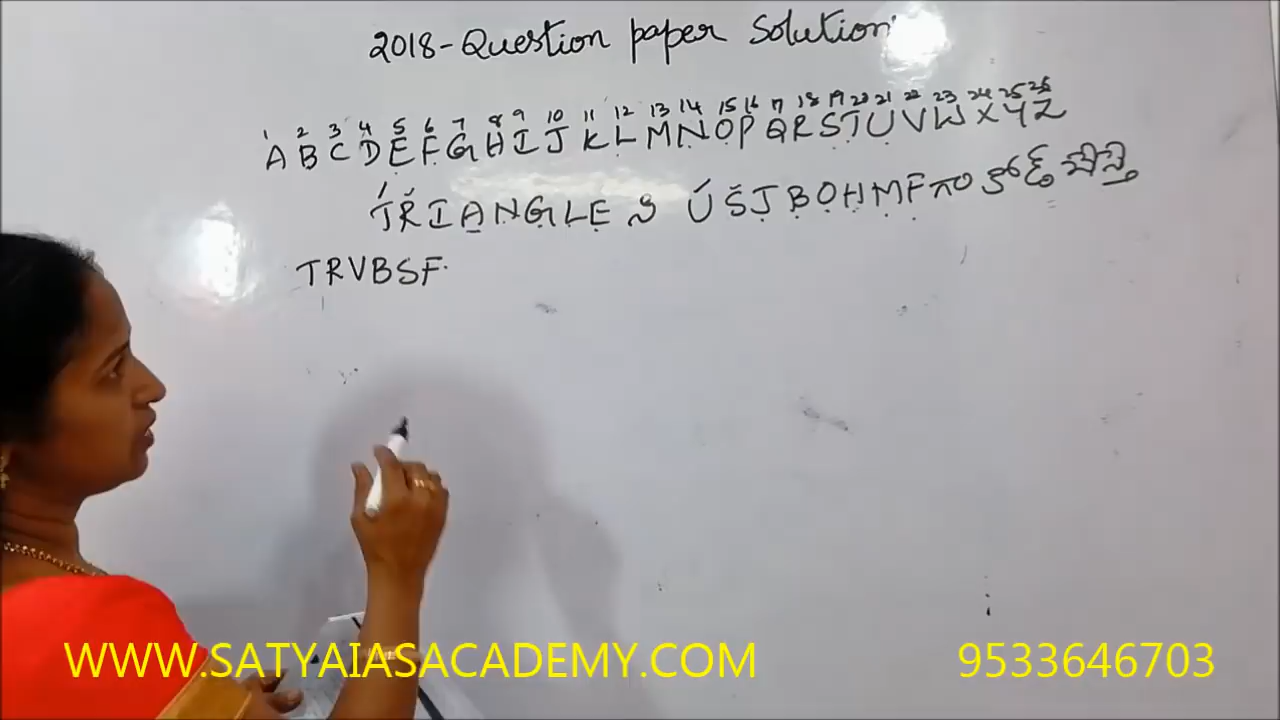 2018-Question paper Solution
1 2 3 4 5 6 7 8 9 10 11 12 13 14 15 16 17 18 19 20 21 22 23 24 25 26
A B C D E F G H I J K L M N O P Q R S T U V W X Y Z
TRIANGLE ని USJBOHMF గా కోడ్ చేస్తే
TRVBSF
WWW.SATYAIASACADEMY.COM 9533646703